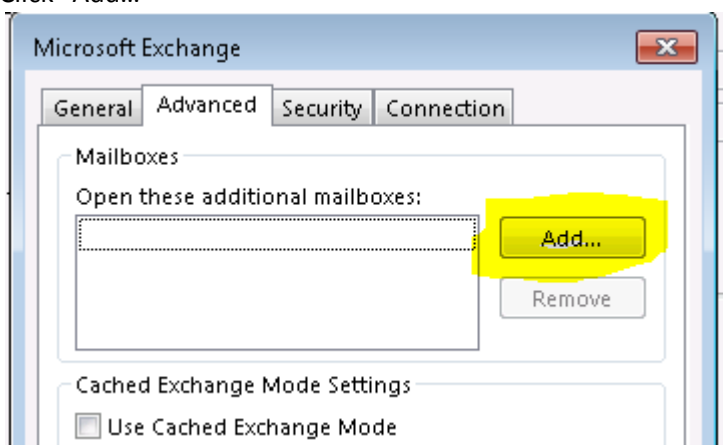 Click "Add...
Microsoft Exchange
General Advanced Security Connection
Mailboxes
Open these additional mailboxes:
Add...
Remove
Cached Exchange Mode Settings
Use Cached Exchange Mode